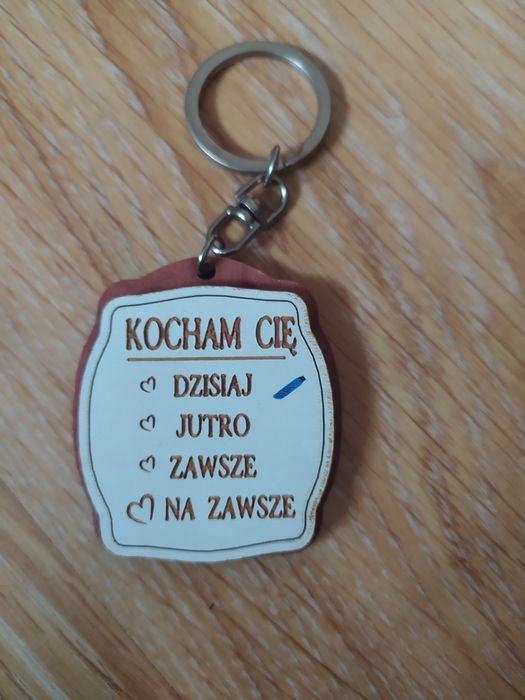 KOCHAM CIĘ
DZISIAJ
JUTRO
ZAWSZE
NA ZAWSZE